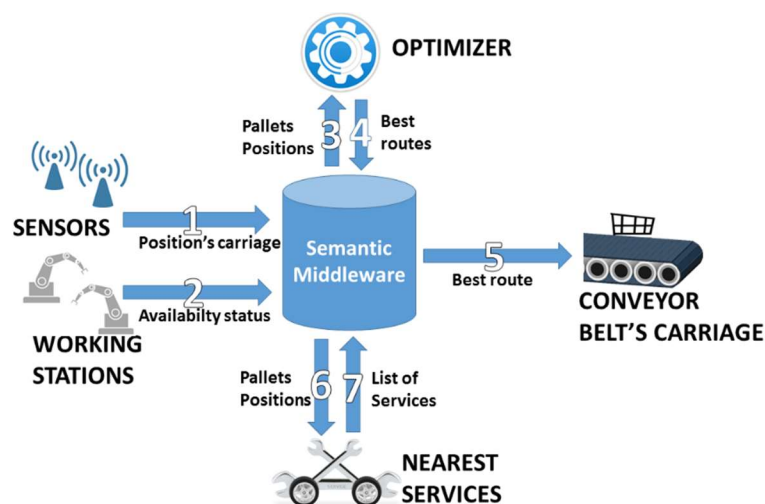 OPTIMIZER
Pallets
Positions
3
4
Best
routes
SENSORS
1
Position's carriage
Semantic
Middleware
5
Best route
2
Availabilty status
WORKING
STATIONS
CONVEYOR
BELT'S CARRIAGE
Pallets
Positions
6
7
List of
Services
NEAREST
SERVICES